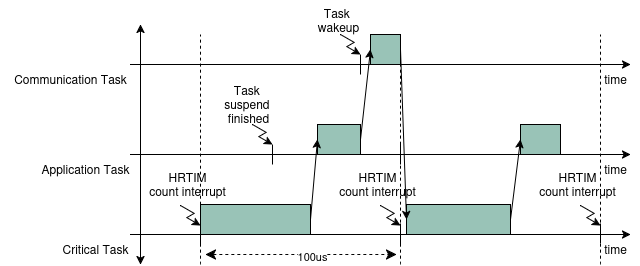 Task
wakeup
Communication Task
time
Task
suspend
finished
Application Task
time
HRTIM
count interrupt
HRTIM
count interrupt
HRTIM
count interrupt
Critical Task
time
100us